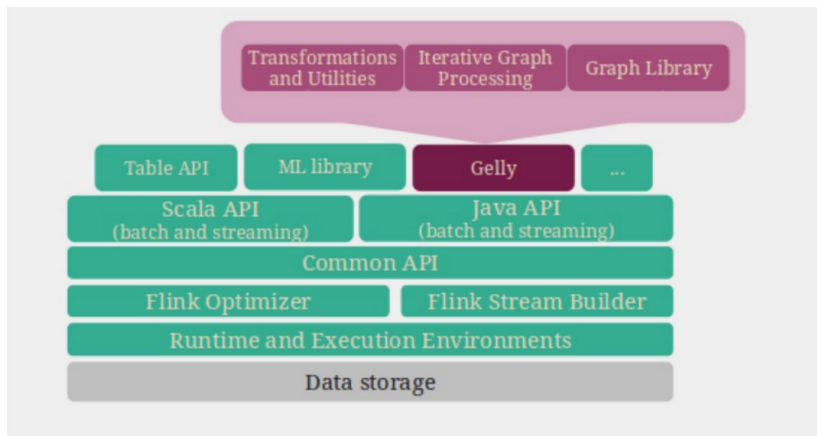 Transformations
and Utilities
Iterative Graph
Processing
Graph Library
Table API
ML library
Gelly
...
Scala API
(batch and streaming)
Java API
(batch and streaming)
Common API
Flink Optimizer
Flink Stream Builder
Runtime and Execution Environments
Data storage